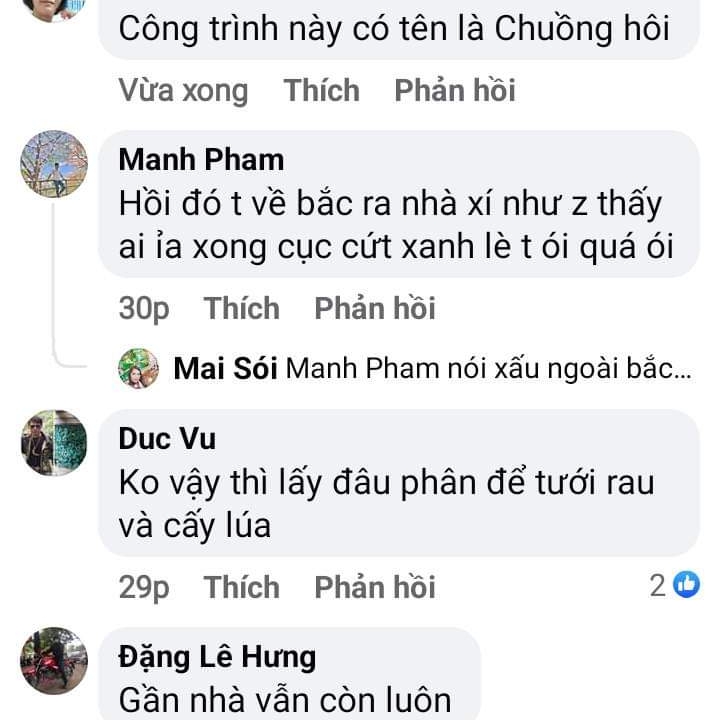 Công trình này có tên là Chuồng hôi
Vừa xong Thích Phản hồi
Manh Pham
Hồi đó t về bắc ra nhà xí như z thấy
ai ỉa xong cục cứt xanh lè t ói quá ói
30p Thích Phản hồi
Mai Sói Manh Pham nói xấu ngoài bắc...
Duc Vu
Ko vậy thì lấy đâu phân để tưới rau
và cấy lúa
29p Thích Phản hồi 2
Đặng Lê Hưng
Gần nhà vẫn còn luôn